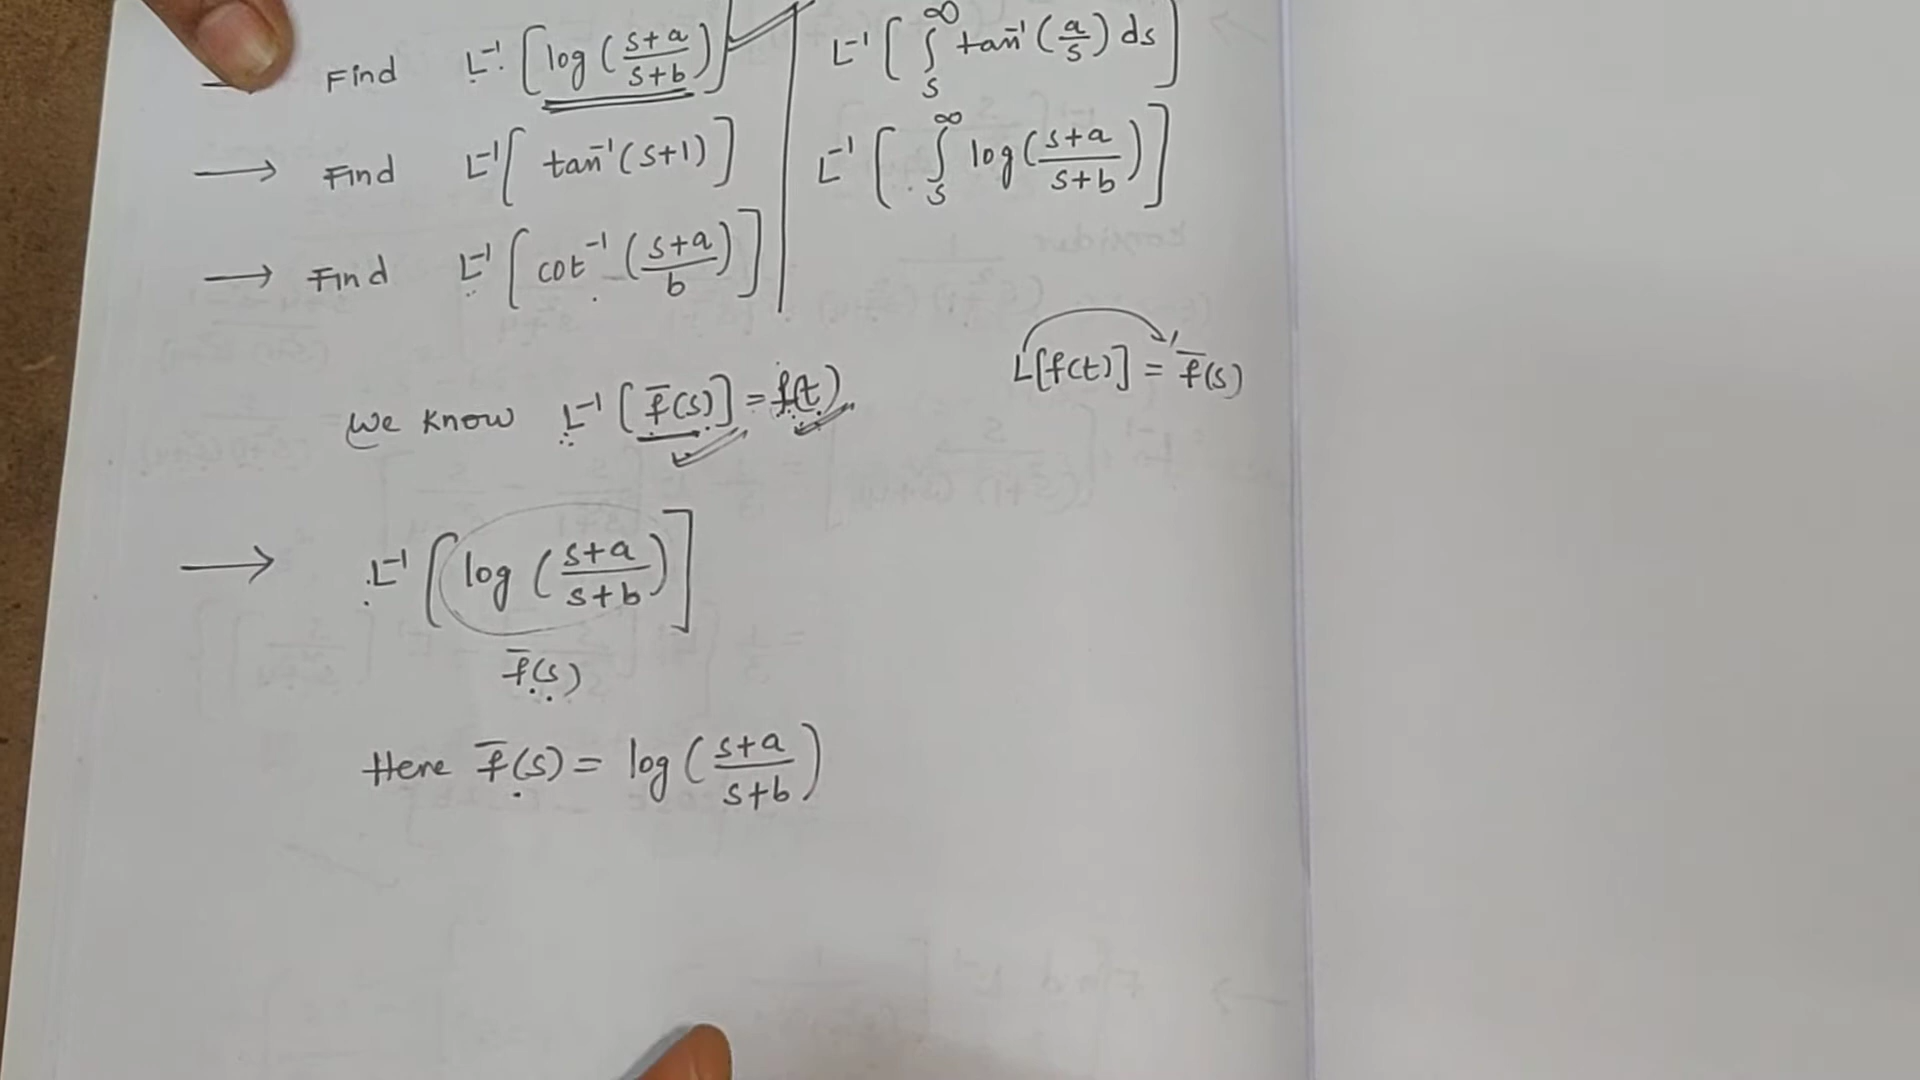 → Find L⁻¹[log(s+a/s+b)]
→ Find L⁻¹[tan⁻¹(s+1)]
→ Find L⁻¹[cot⁻¹(s+a/b)]
L⁻¹[∫ₛ^∞ tan⁻¹(a/s) ds]
L⁻¹[∫ₛ^∞ log(s+a/s+b)]
We know L⁻¹[f̄(s)] = f(t)
L[f(t)] = f̄(s)
→ L⁻¹[log(s+a/s+b)]
f̄(s)
Here f̄(s) = log(s+a/s+b)